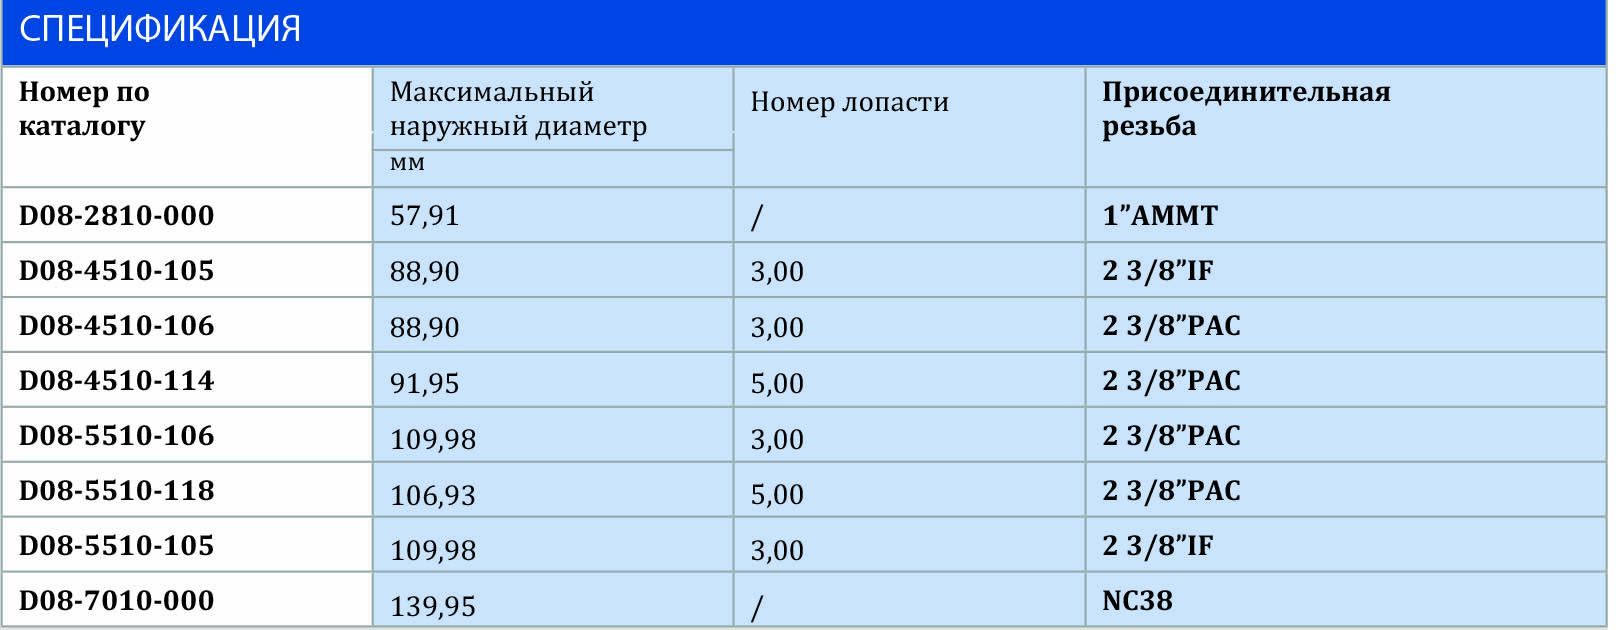 СПЕЦИФИКАЦИЯ
Номер по каталогу Максимальный наружный диаметр Номер лопасти Присоединительная резьба
мм
D08-2810-000 57,91 / 1”AMMT
D08-4510-105 88,90 3,00 2 3/8”IF
D08-4510-106 88,90 3,00 2 3/8”PAC
D08-4510-114 91,95 5,00 2 3/8”PAC
D08-5510-106 109,98 3,00 2 3/8”PAC
D08-5510-118 106,93 5,00 2 3/8”PAC
D08-5510-105 109,98 3,00 2 3/8”IF
D08-7010-000 139,95 / NC38